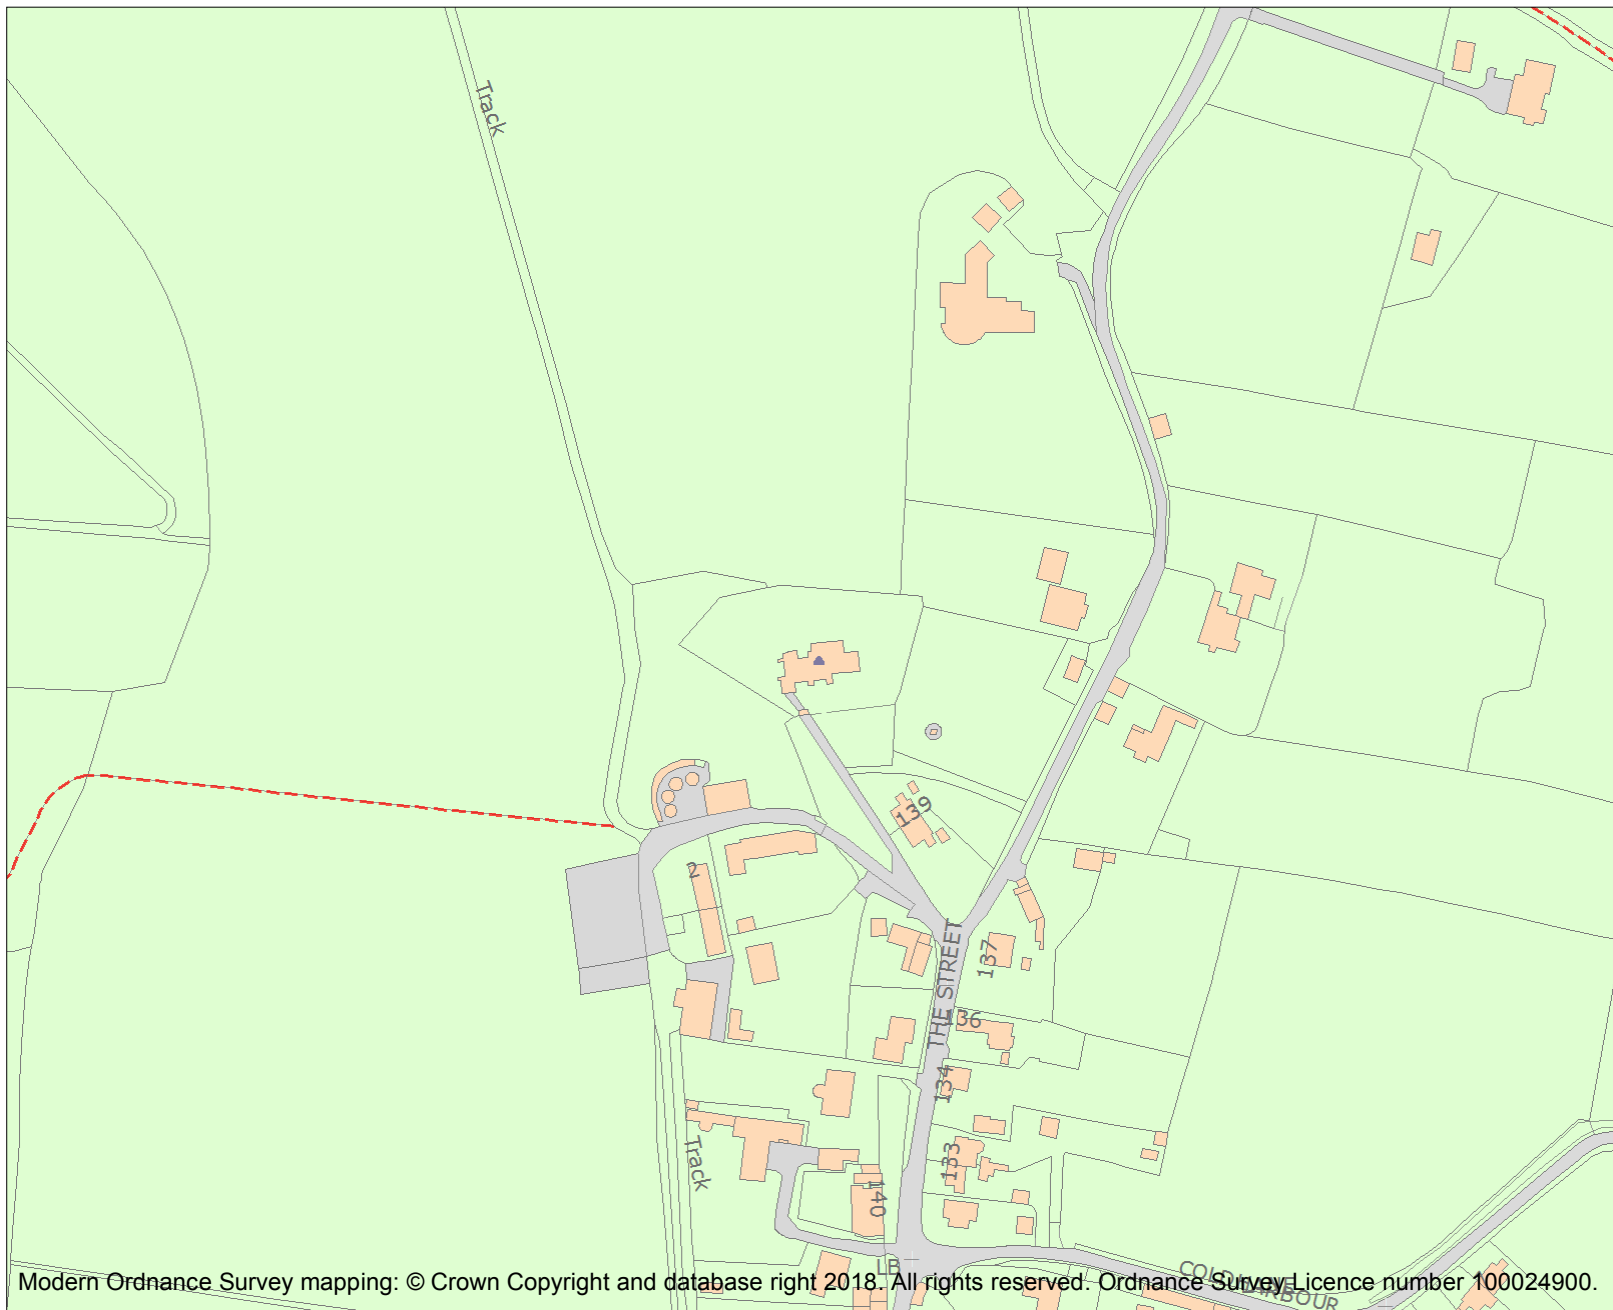 Track
139
2
THE STREET
137
136
134
133
Track
140
LB
COLDHARBOUR
Modern Ordnance Survey mapping: © Crown Copyright and database right 2018. All rights reserved. Ordnance Survey Licence number 100024900.